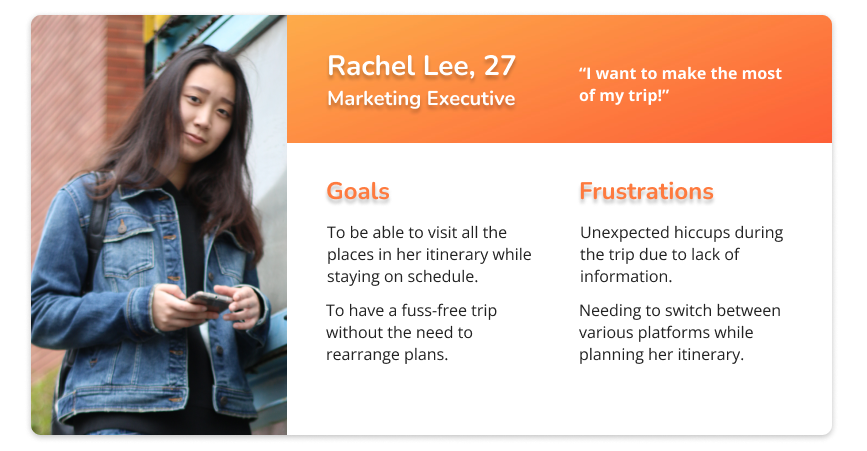 Rachel Lee, 27
Marketing Executive
“I want to make the most
of my trip!”
Goals
To be able to visit all the
places in her itinerary while
staying on schedule.
To have a fuss-free trip
without the need to
rearrange plans.
Frustrations
Unexpected hiccups during
the trip due to lack of
information.
Needing to switch between
various platforms while
planning her itinerary.